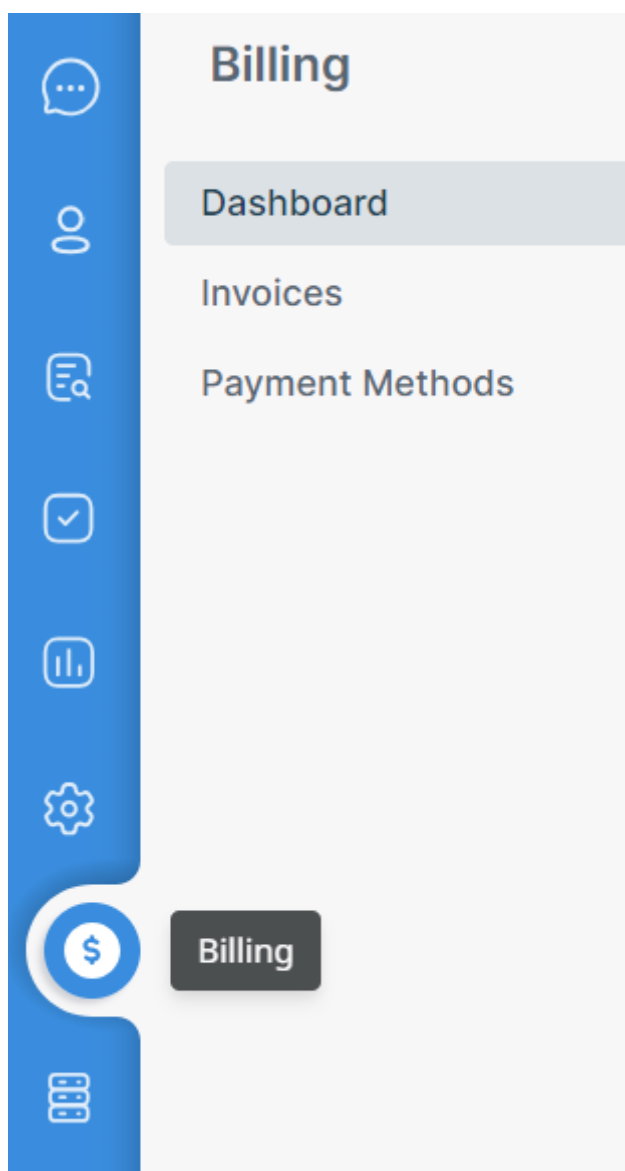 Billing
Dashboard
Invoices
Payment Methods
$
Billing